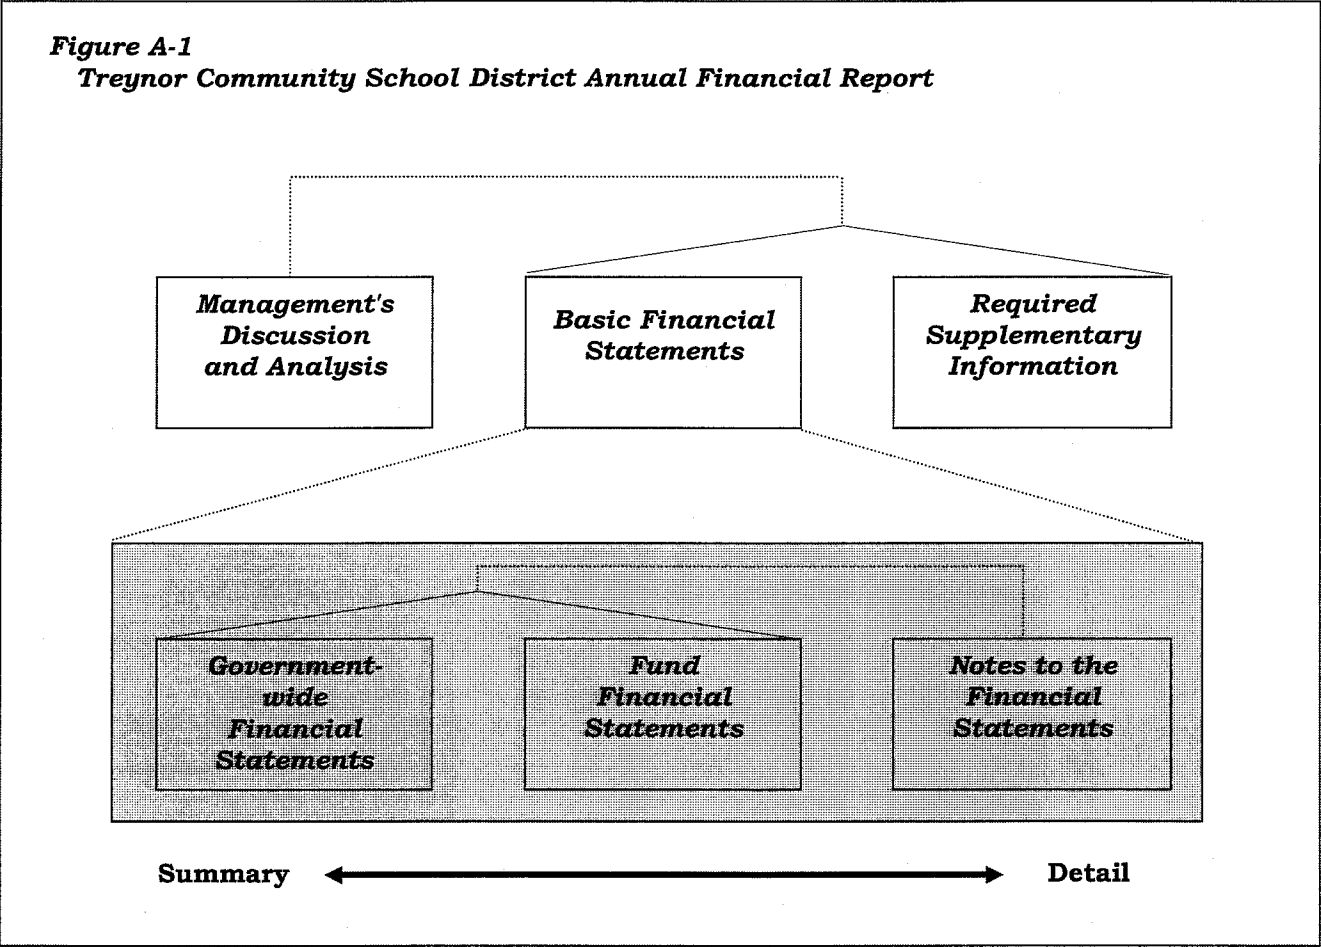 Figure A-1
Treynor Community School District Annual Financial Report
Management's
Discussion
and Analysis
Basic Financial
Statements
Required
Supplementary
Information
Government-
wide
Financial
Statements
Fund
Financial
Statements
Notes to the
Financial
Statements
Summary
Detail